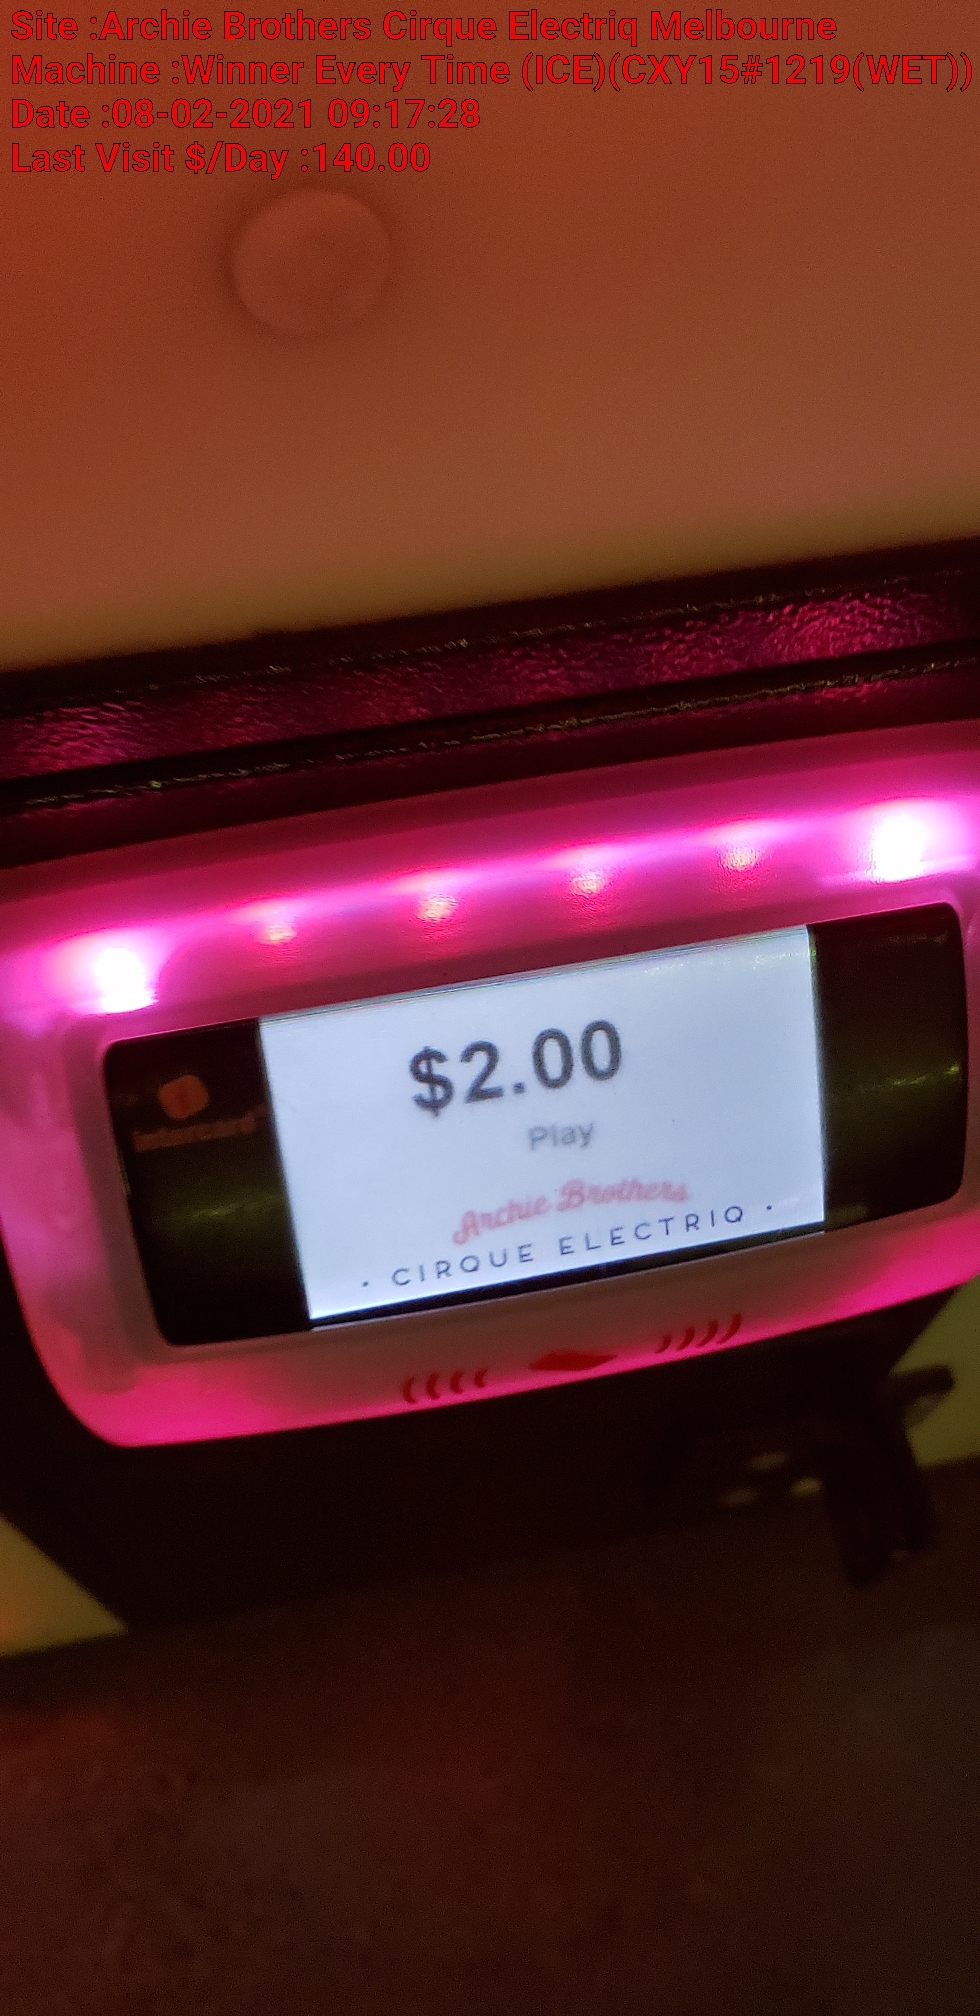 Site :Archie Brothers Cirque Electriq Melbourne
Machine :Winner Every Time (ICE)(CXY15#1219(WET))
Date :08-02-2021 09:17:28
Last Visit $/Day :140.00
$2.00
Play
intercard
Archie Brothers
· CIRQUE ELECTRIQ ·